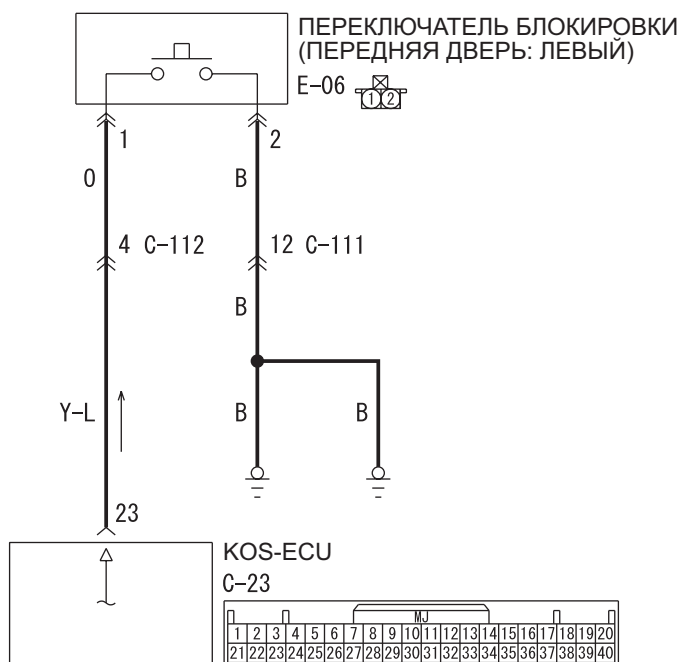 ПЕРЕКЛЮЧАТЕЛЬ БЛОКИРОВКИ
(ПЕРЕДНЯЯ ДВЕРЬ: ЛЕВЫЙ)
E-06
1 2
1 2
O B
4 C-112 12 C-111
B
Y-L B B
23
KOS-ECU
C-23
MJ
1 2 3 4 5 6 7 8 9 10 11 12 13 14 15 16 17 18 19 20
21 22 23 24 25 26 27 28 29 30 31 32 33 34 35 36 37 38 39 40